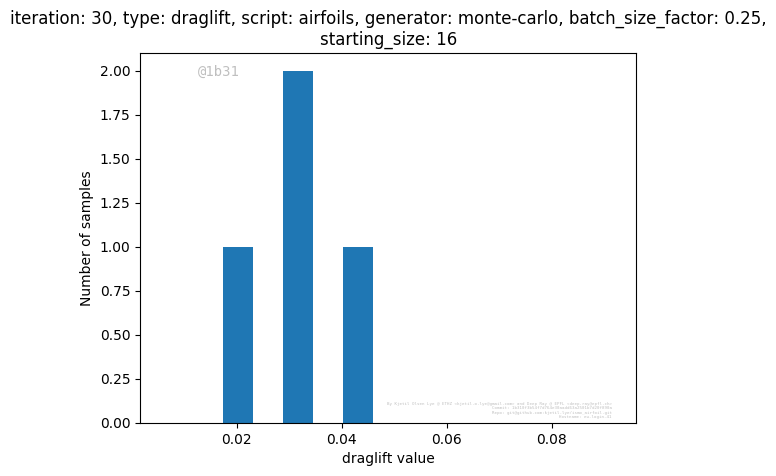 iteration: 30, type: draglift, script: airfoils, generator: monte-carlo, batch_size_factor: 0.25,
starting_size: 16
@1b31
2.00
1.75
1.50
1.25
1.00
0.75
0.50
0.25
0.00
Number of samples
0.02 0.04 0.06 0.08
draglift value